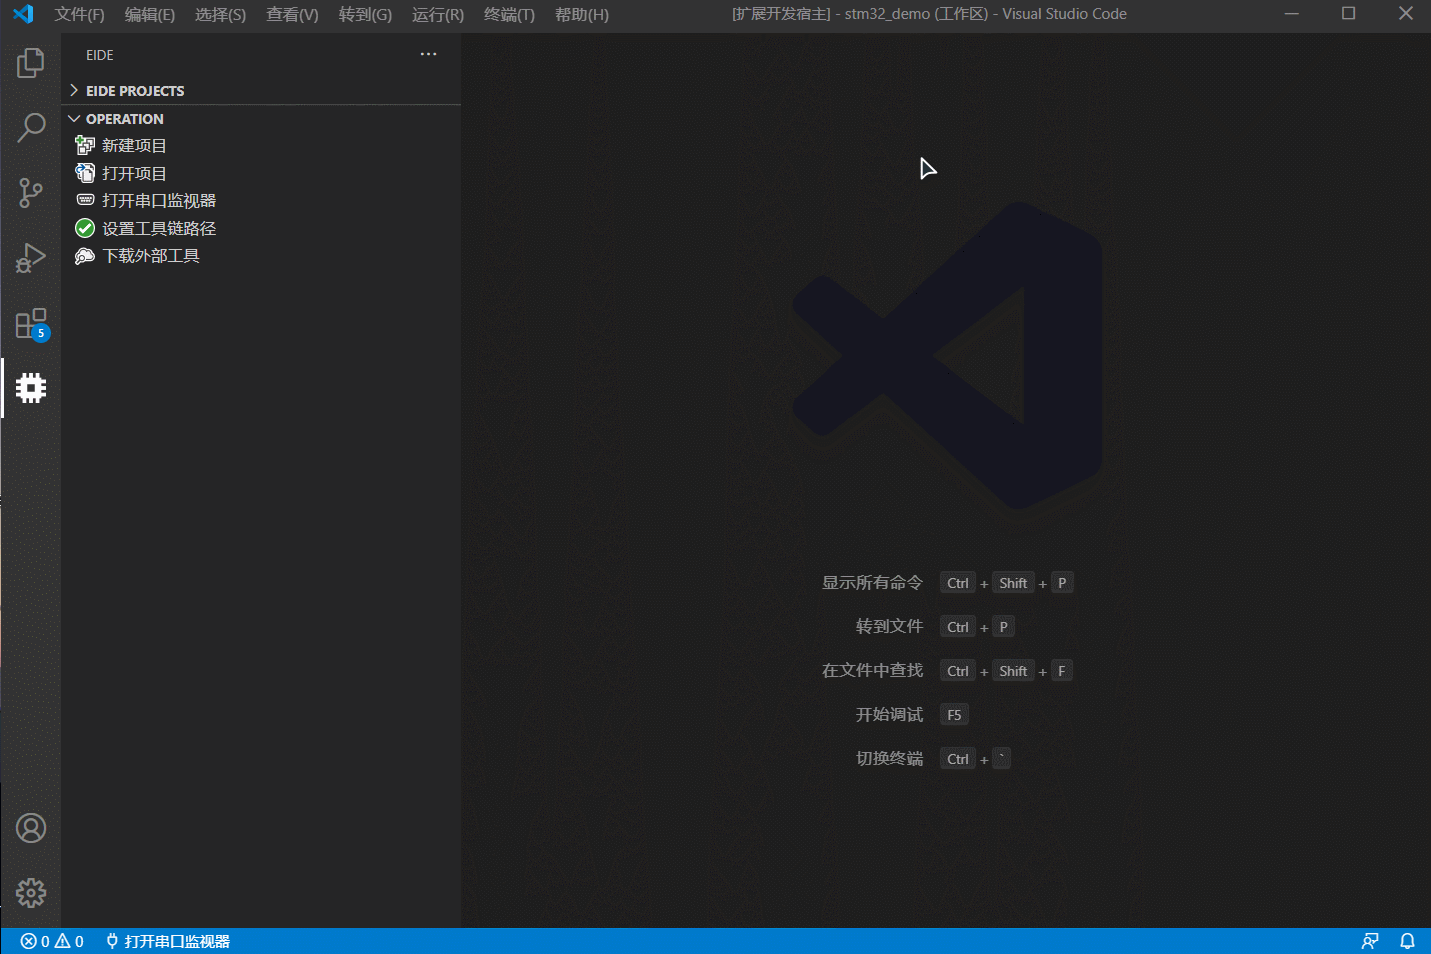 文件(F) 编辑(E) 选择(S) 查看(V) 转到(G) 运行(R) 终端(T) 帮助(H) [扩展开发宿主] - stm32_demo (工作区) - Visual Studio Code
EIDE
EIDE PROJECTS
OPERATION
新建项目
打开项目
打开串口监视器
设置工具链路径
下载外部工具
5
显示所有命令 Ctrl + Shift + P
转到文件 Ctrl + P
在文件中查找 Ctrl + Shift + F
开始调试 F5
切换终端 Ctrl + `
0 0 打开串口监视器